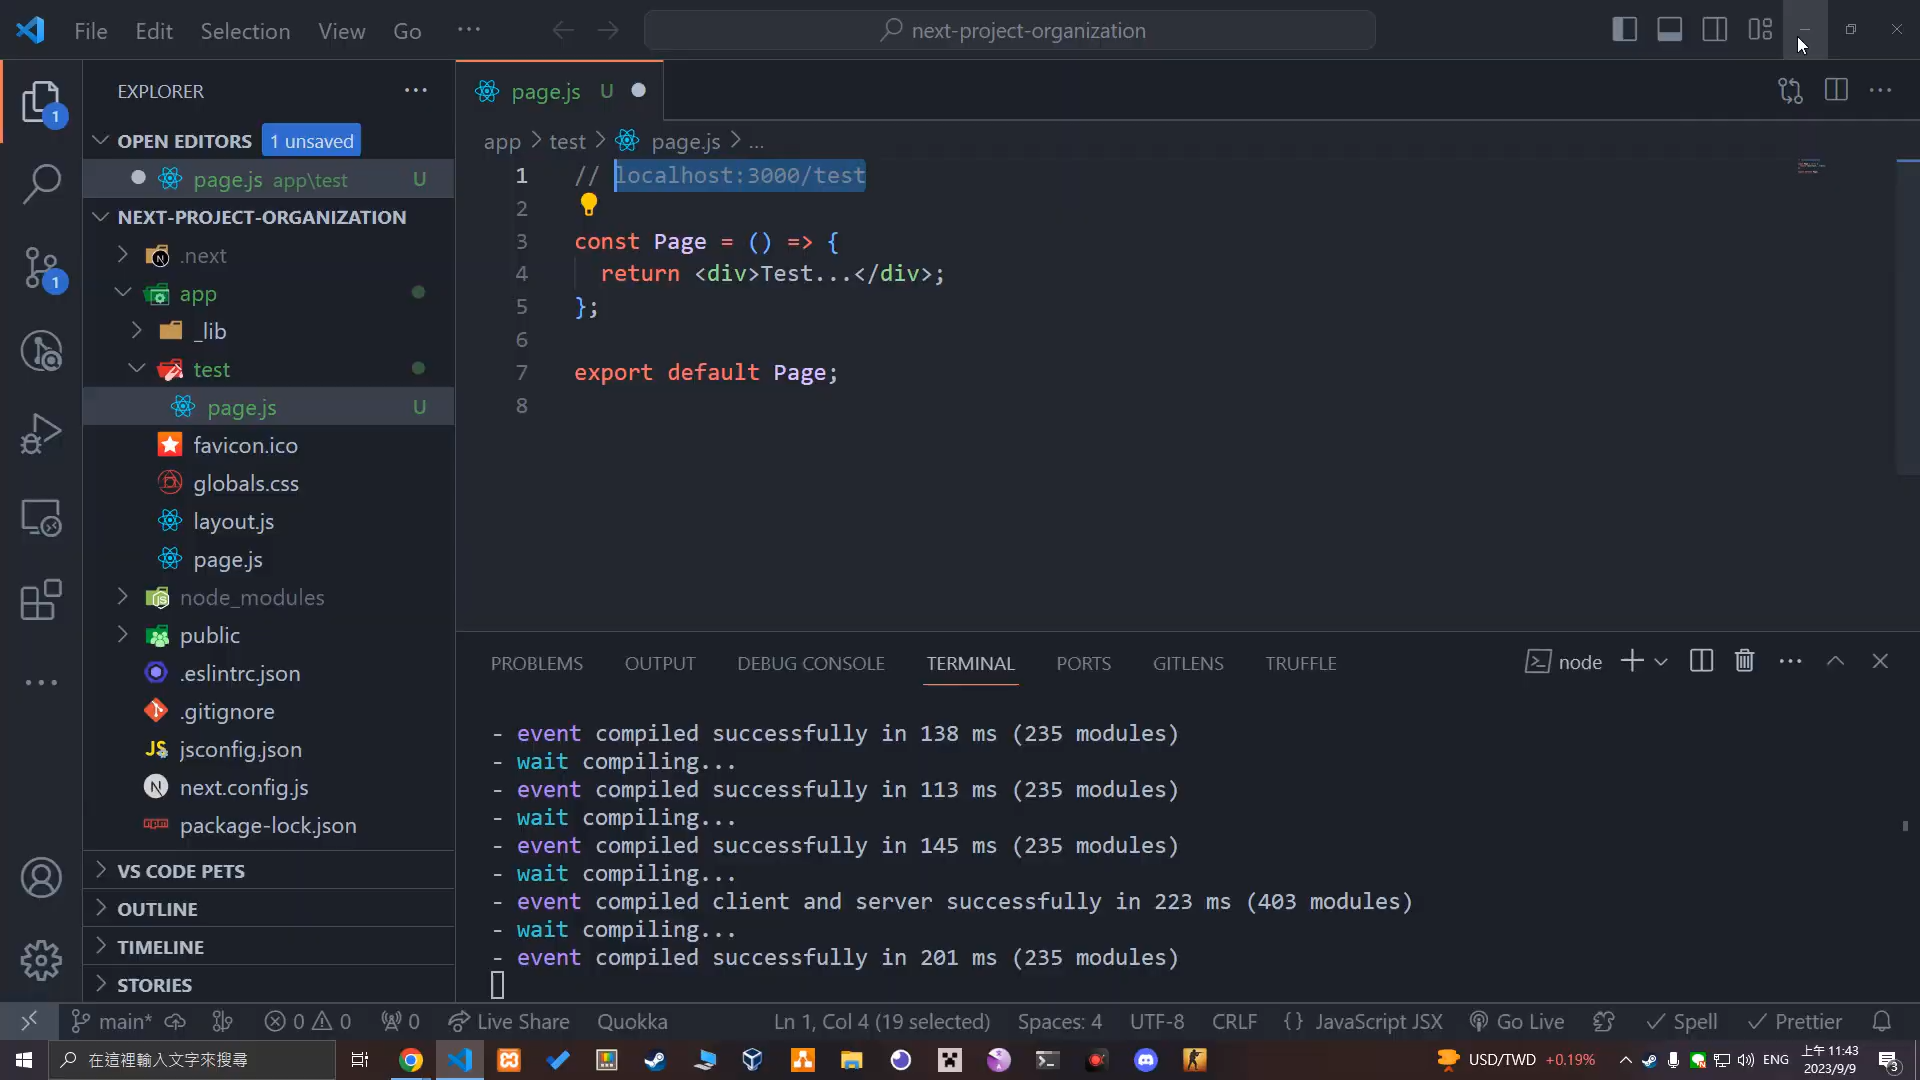 File Edit Selection View Go ···
next-project-organization
EXPLORER
OPEN EDITORS 1 unsaved
page.js app\test U
NEXT-PROJECT-ORGANIZATION
.next
app
_lib
test
page.js U
favicon.ico
globals.css
layout.js
page.js
node_modules
public
.eslintrc.json
.gitignore
jsconfig.json
next.config.js
package-lock.json
VS CODE PETS
OUTLINE
TIMELINE
STORIES
1
1
page.js U
app > test > page.js > ...
1 // localhost:3000/test
2
3 const Page = () => {
4 return <div>Test...</div>;
5 };
6
7 export default Page;
8
PROBLEMS OUTPUT DEBUG CONSOLE TERMINAL PORTS GITLENS TRUFFLE
node
- event compiled successfully in 138 ms (235 modules)
- wait compiling...
- event compiled successfully in 113 ms (235 modules)
- wait compiling...
- event compiled successfully in 145 ms (235 modules)
- wait compiling...
- event compiled client and server successfully in 223 ms (403 modules)
- wait compiling...
- event compiled successfully in 201 ms (235 modules)
main* 0 0 0 Live Share Quokka Ln 1, Col 4 (19 selected) Spaces: 4 UTF-8 CRLF {} JavaScript JSX Go Live Spell Prettier
在這裡輸入文字來搜尋
USD/TWD +0.19%
ENG
上午 11:43
2023/9/9
3